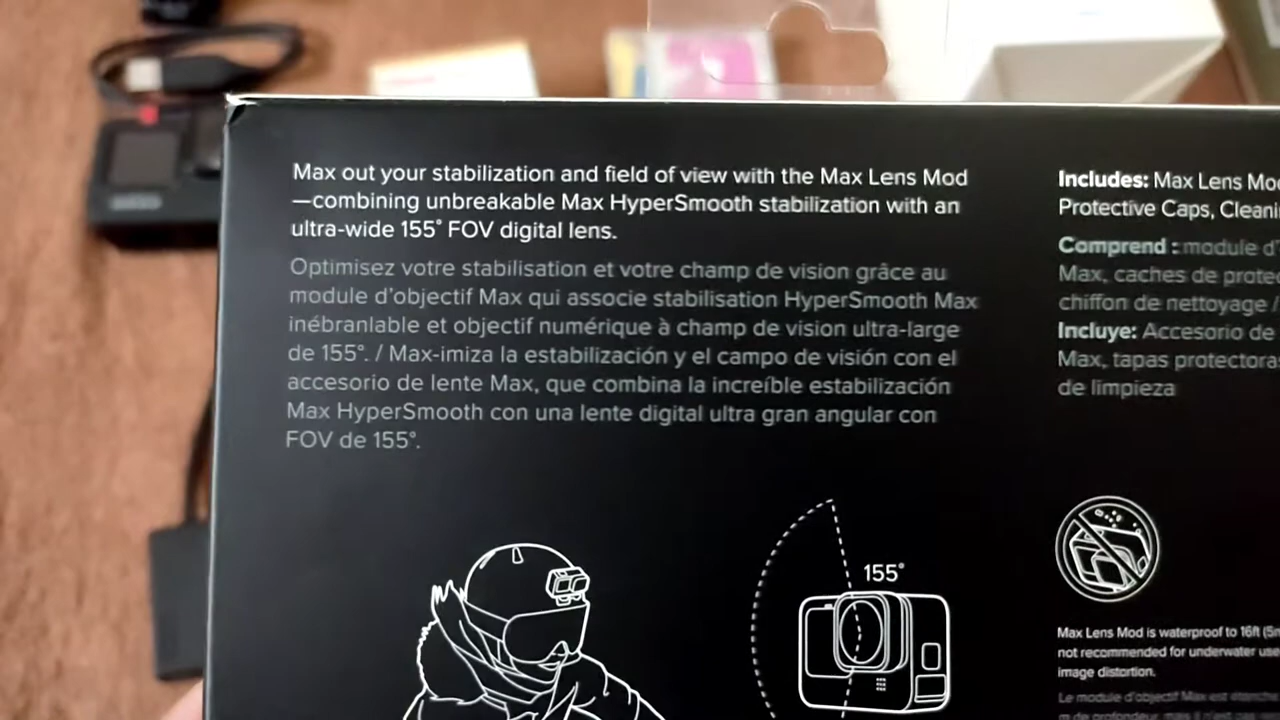 Max out your stabilization and field of view with the Max Lens Mod
—combining unbreakable Max HyperSmooth stabilization with an
ultra-wide 155° FOV digital lens.
Optimisez votre stabilisation et votre champ de vision grâce au
module d'objectif Max qui associe stabilisation HyperSmooth Max
inébranlable et objectif numérique à champ de vision ultra-large
de 155°. / Max-imiza la estabilización y el campo de visión con el
accesorio de lente Max, que combina la increíble estabilización
Max HyperSmooth con una lente digital ultra gran angular con
FOV de 155°.
Includes: Max Lens
Protective Caps,
Comprend : module
Max, caches de
chiffon de nettoyage /
Incluye: Accesorio de
Max, tapas
de limpieza
155°
Max Lens Mod is waterproof to 16ft
not recommended for underwater use
image distortion.
Le module d'objectif Max est